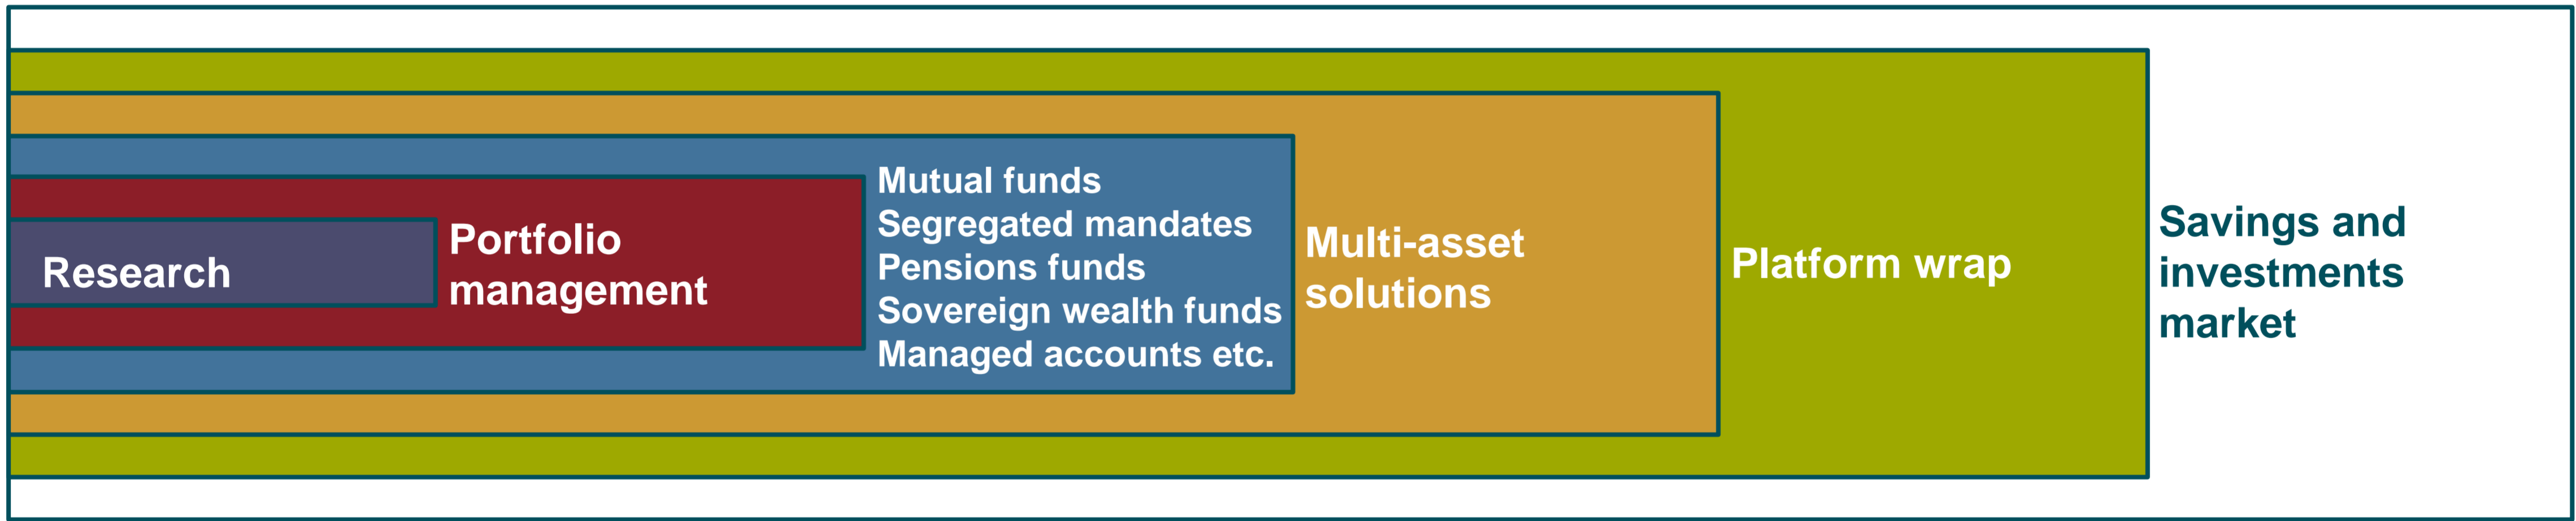 Research
Portfolio
management
Mutual funds
Segregated mandates
Pensions funds
Sovereign wealth funds
Managed accounts etc.
Multi-asset
solutions
Platform wrap
Savings and
investments
market